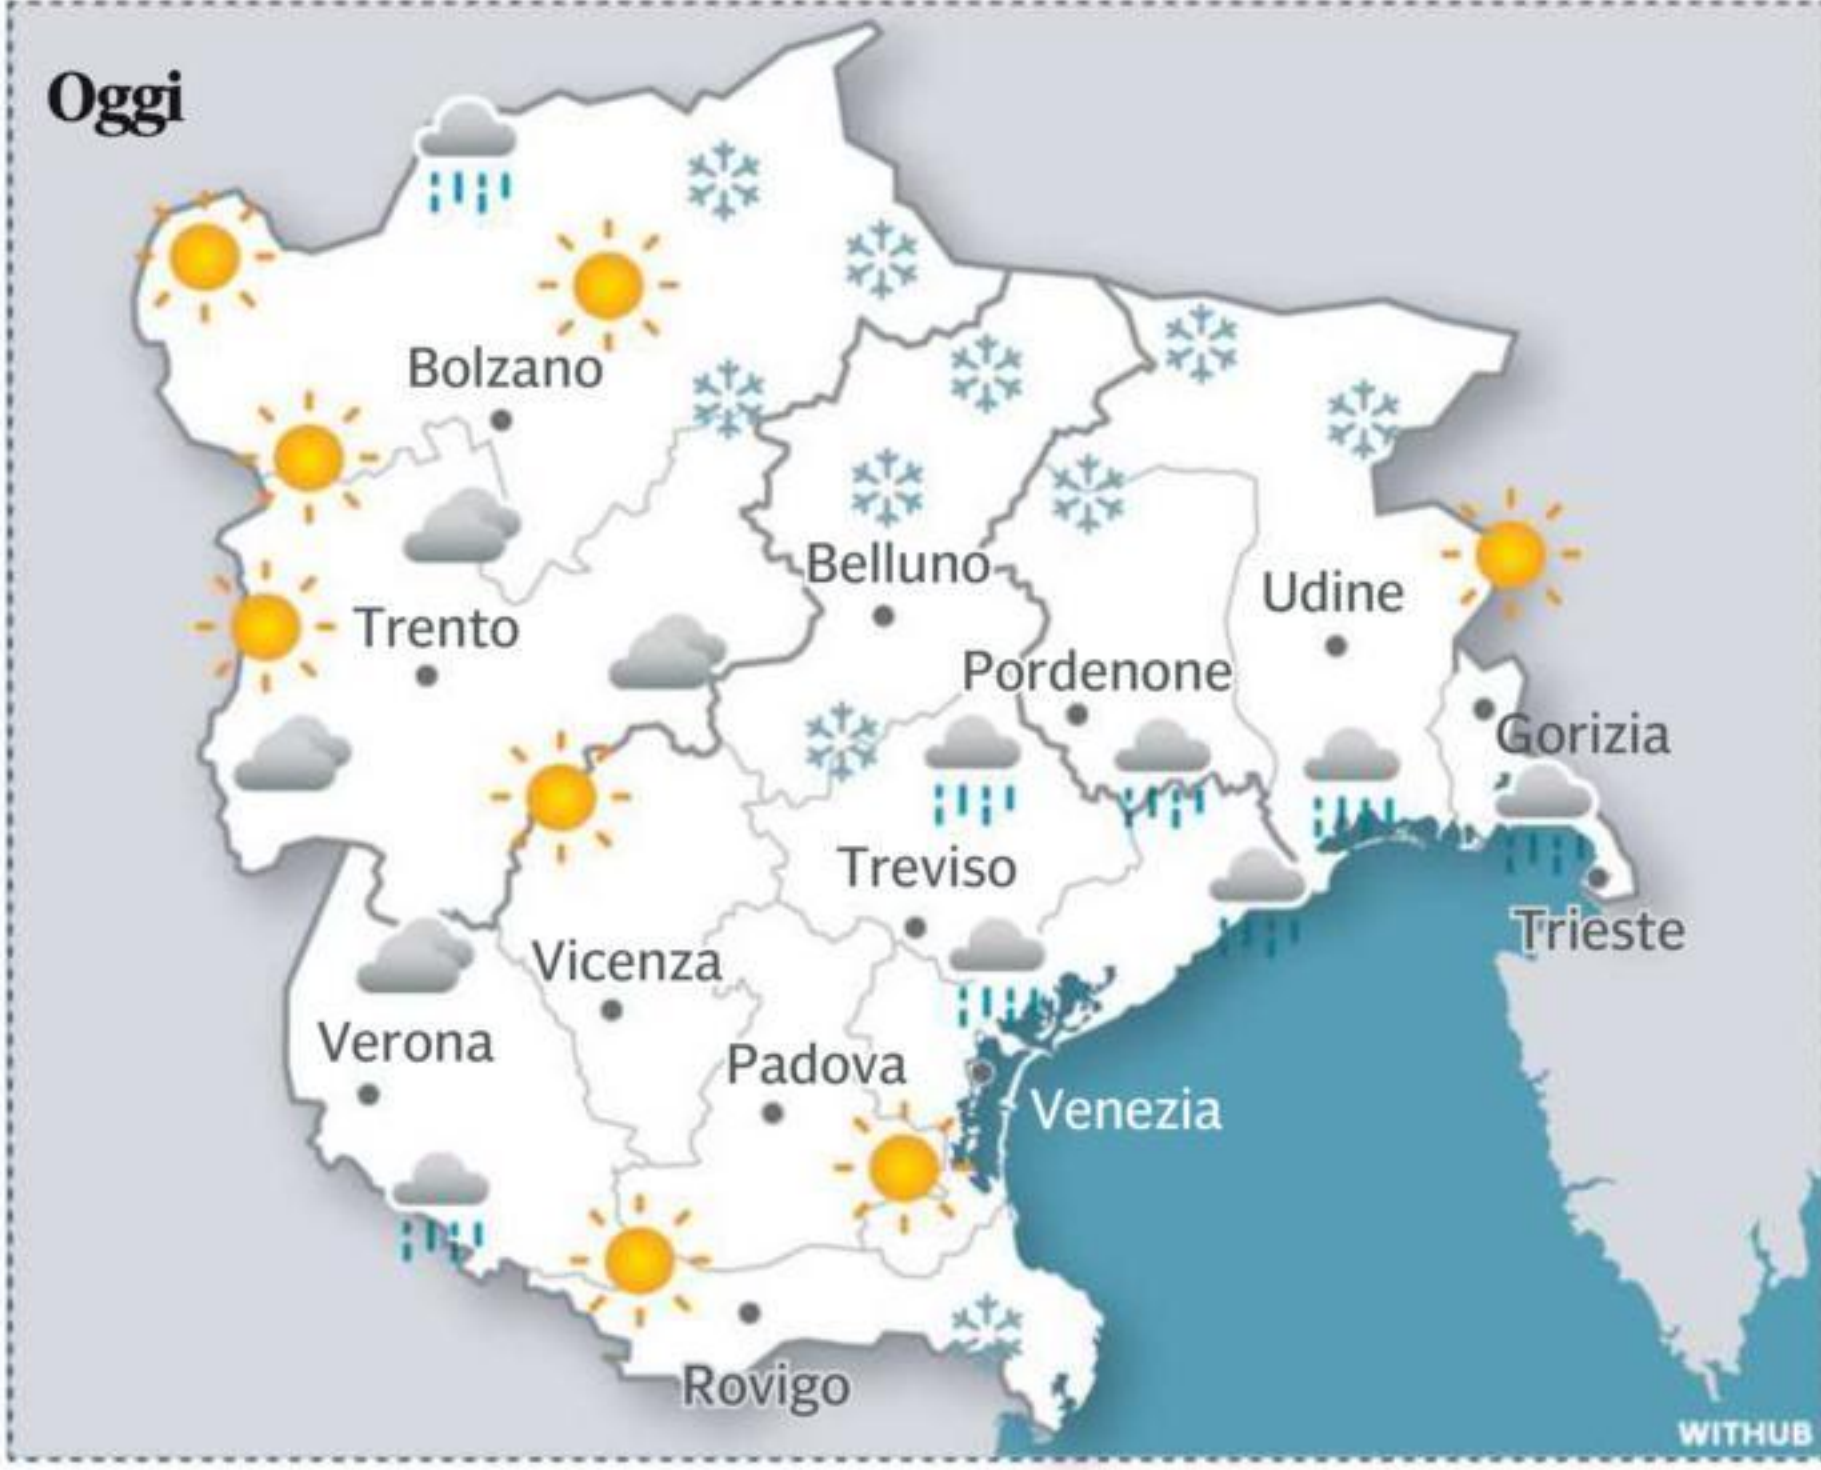 Oggi
Bolzano
Belluno
Udine
Trento
Pordenone
Gorizia
Treviso
Trieste
Vicenza
Verona
Padova
Venezia
Rovigo
WITHUB